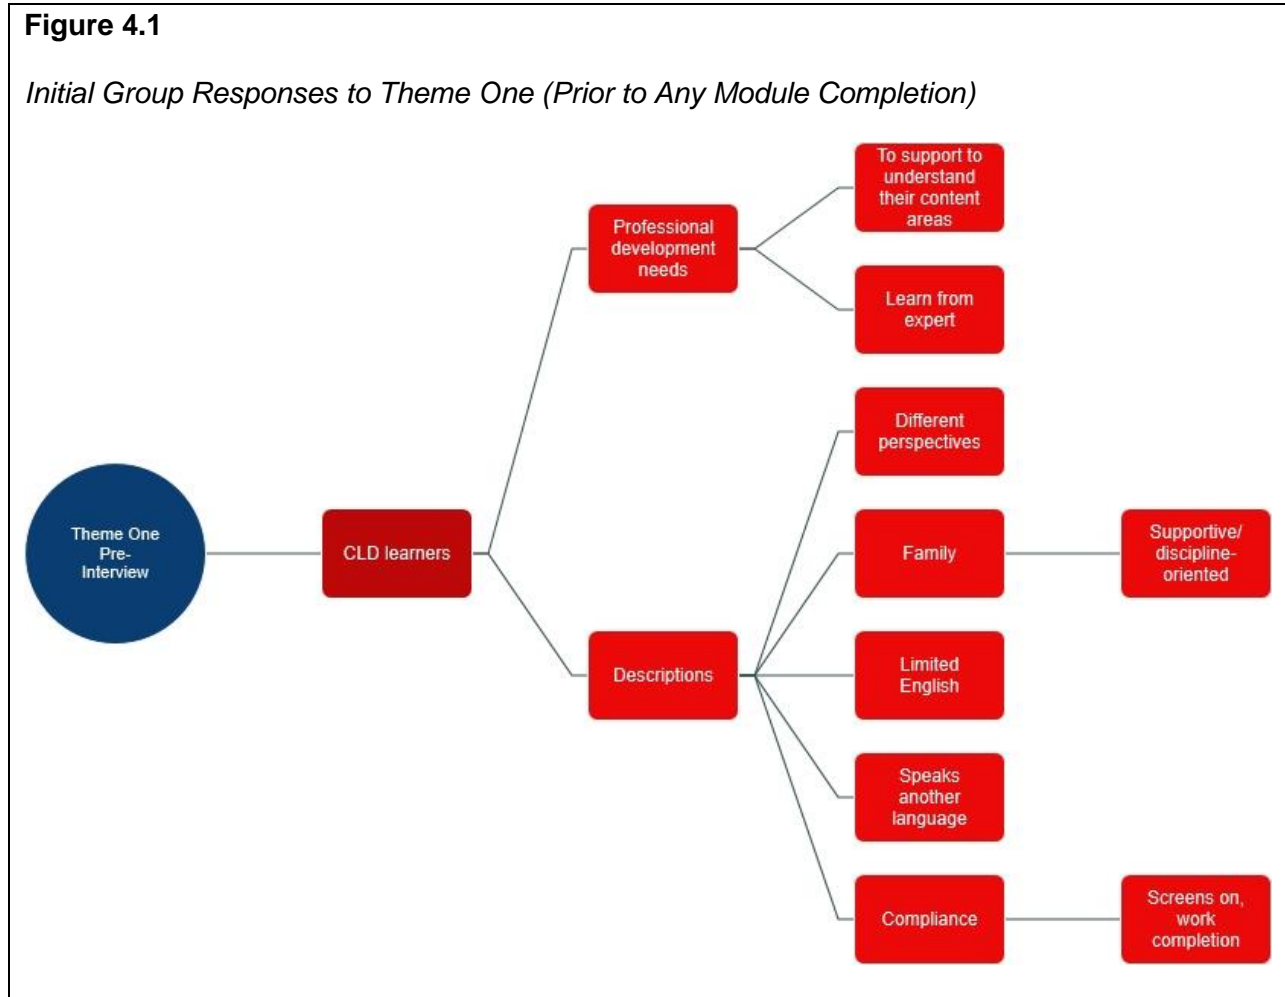 Figure 4.1
Initial Group Responses to Theme One (Prior to Any Module Completion)
Theme One
Pre-
Interview
CLD learners
Professional
development
needs
To support to
understand
their content
areas
Learn from
expert
Descriptions
Different
perspectives
Family
Supportive/
discipline-
oriented
Limited
English
Speaks
another
language
Compliance
Screens on,
work
completion